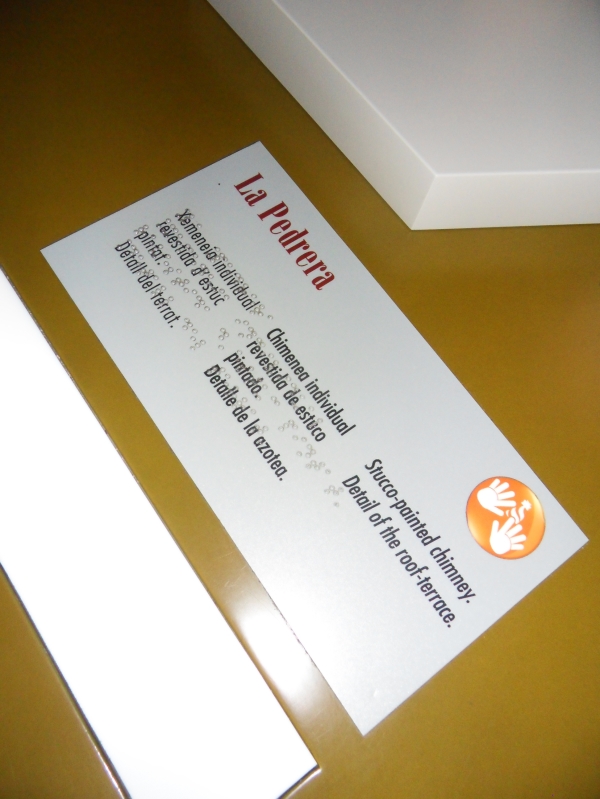 La Pedrera
Xemeneia individual
revestida d'estuc
pintat.
Detall del terrat.
Chimenea individual
revestida de estuco
pintado.
Detalle de la azotea.
Stucco-painted chimney.
Detail of the roof-terrace.